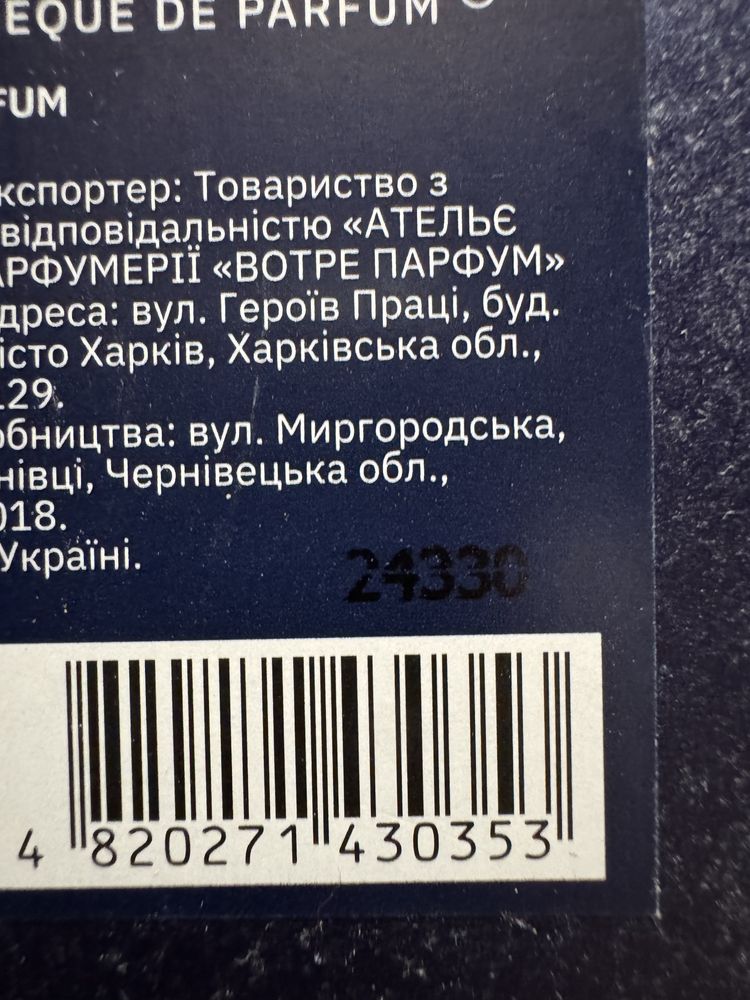 EQUE DE PARFUM
FUM
кспортер: Товариство з
відповідальністю «АТЕЛЬЄ
АРФУМЕРІЇ «ВОТРЕ ПАРФУМ»
дреса: вул. Героїв Праці, буд.
істо Харків, Харківська обл.,
129.
обництва: вул. Миргородська,
нівці, Чернівецька обл.,
018.
Україні.
24330
4 820271 430353